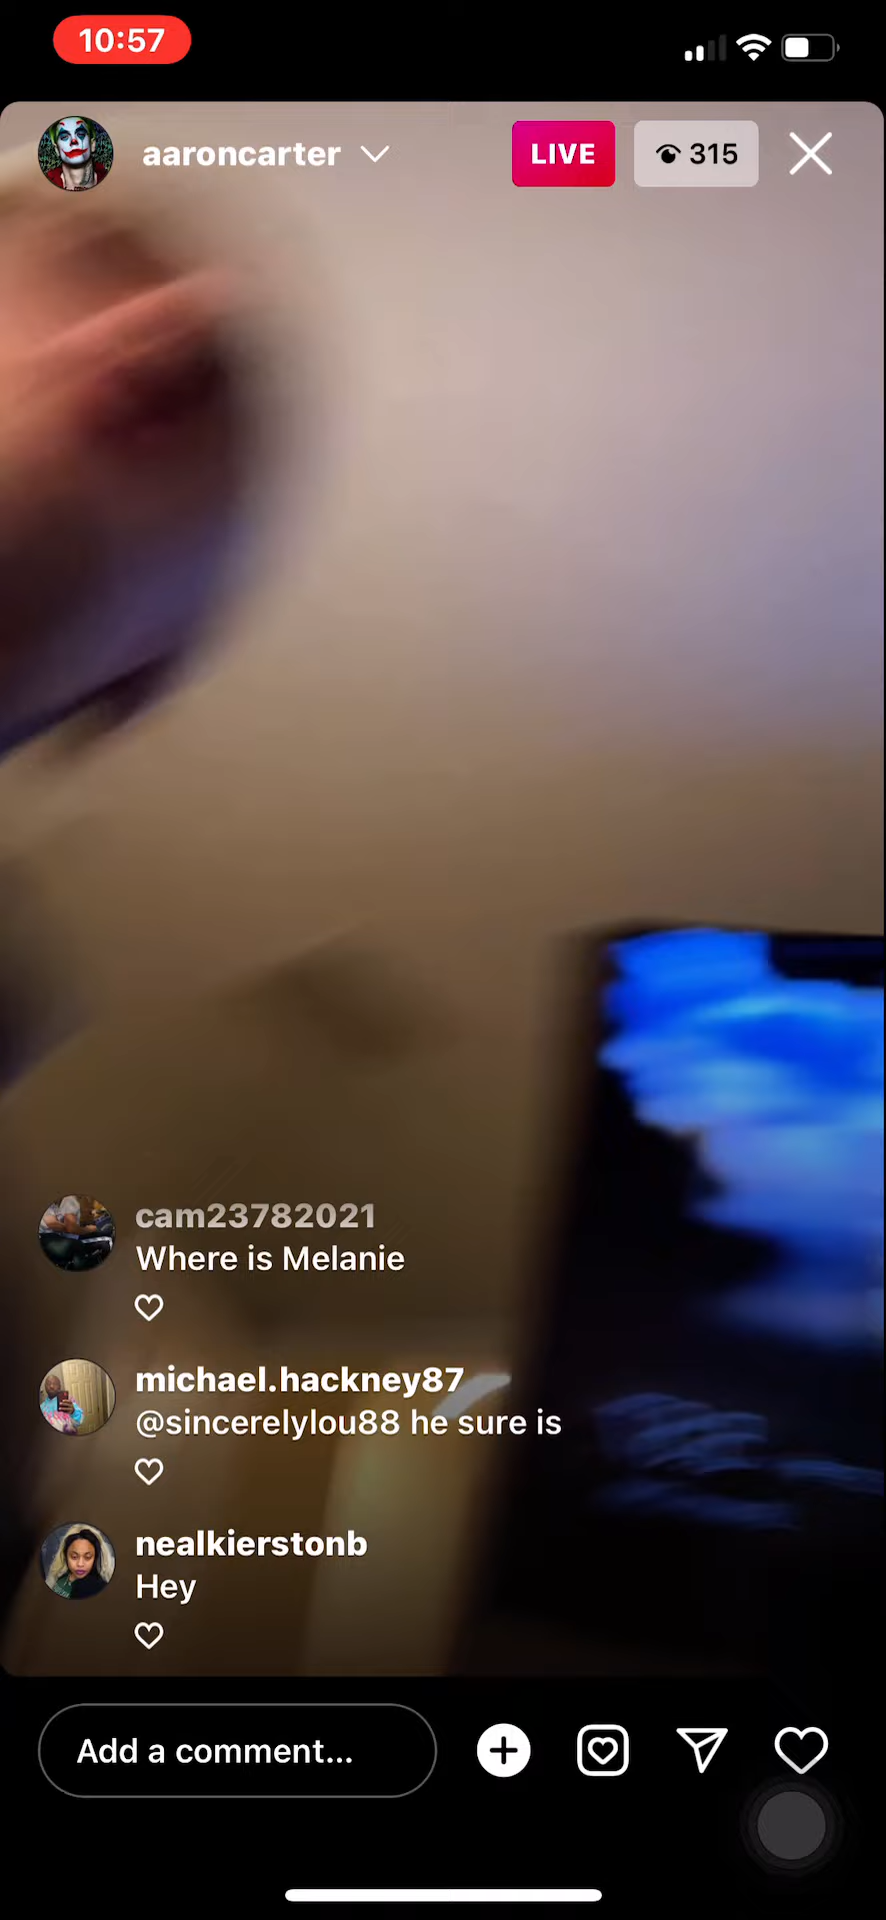 10:57
aaroncarter
LIVE
315
cam23782021
Where is Melanie
michael.hackney87
@sincerelylou88 he sure is
nealkierstonb
Hey
Add a comment...